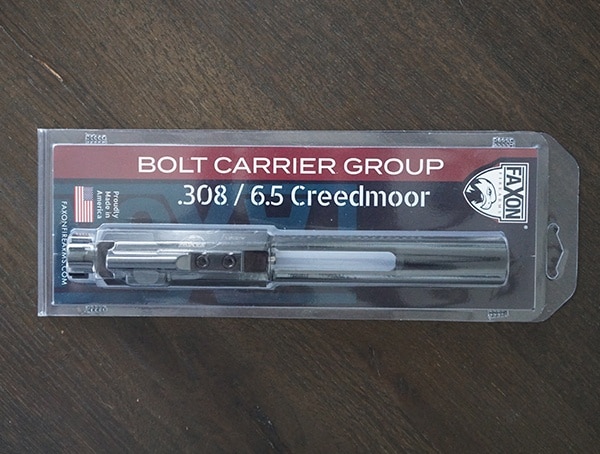 BOLT CARRIER GROUP
.308 / 6.5 Creedmoor
FAXON
Proudly
Made in
America
FAXONFIREARMS.COM